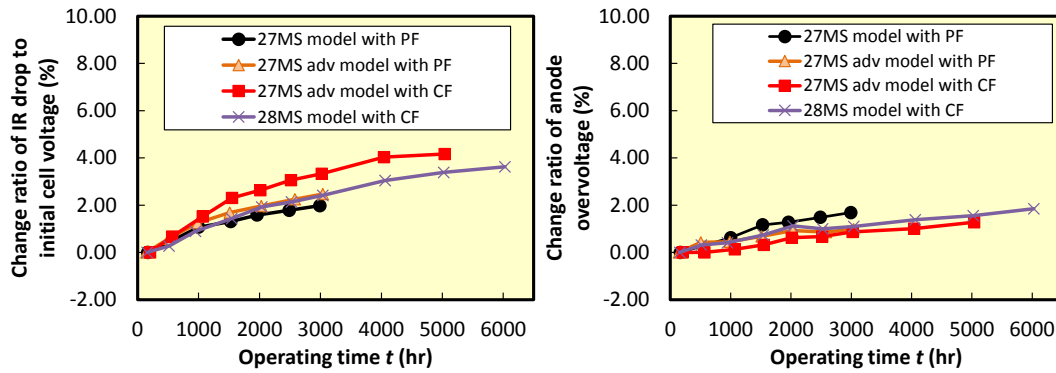 Change ratio of IR drop to
initial cell voltage (%)
10.00
8.00
6.00
4.00
2.00
0.00
-2.00
27MS model with PF
27MS adv model with PF
27MS adv model with CF
28MS model with CF
0 1000 2000 3000 4000 5000 6000
Operating time t (hr)
Change ratio of anode
overvoltage (%)
10.00
8.00
6.00
4.00
2.00
0.00
-2.00
27MS model with PF
27MS adv model with PF
27MS adv model with CF
28MS model with CF
0 1000 2000 3000 4000 5000 6000
Operating time t (hr)